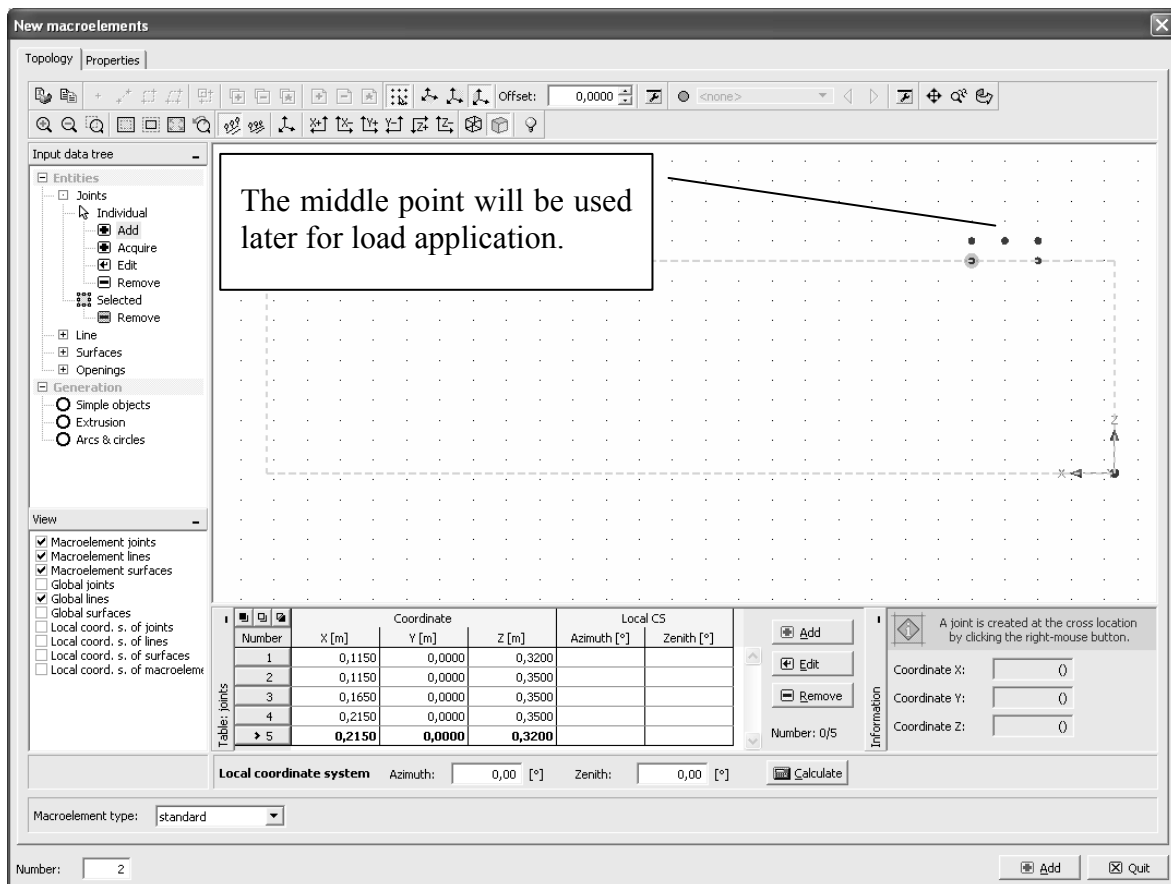 New macroelements
Topology
Properties
Offset:
0,0000
<none>
Input data tree
Entities
Joints
Individual
Add
Acquire
Edit
Remove
Selected
Remove
Line
Surfaces
Openings
Generation
Simple objects
Extrusion
Arcs & circles
The middle point will be used
later for load application.
Z
X
View
Macroelement joints
Macroelement lines
Macroelement surfaces
Global joints
Global lines
Global surfaces
Local coord. s. of joints
Local coord. s. of lines
Local coord. s. of surfaces
Local coord. s. of macroeleme
Table: joints
Coordinate Local CS
Number X [m] Y [m] Z [m] Azimuth [°] Zenith [°]
1 0,1150 0,0000 0,3200
2 0,1150 0,0000 0,3500
3 0,1650 0,0000 0,3500
4 0,2150 0,0000 0,3500
> 5 0,2150 0,0000 0,3200
Add
Edit
Remove
Number: 0/5
Information
A joint is created at the cross location
by clicking the right-mouse button.
Coordinate X: ()
Coordinate Y: ()
Coordinate Z: ()
Local coordinate system Azimuth: 0,00 [°] Zenith: 0,00 [°] Calculate
Macroelement type: standard
Number: 2
Add
Quit